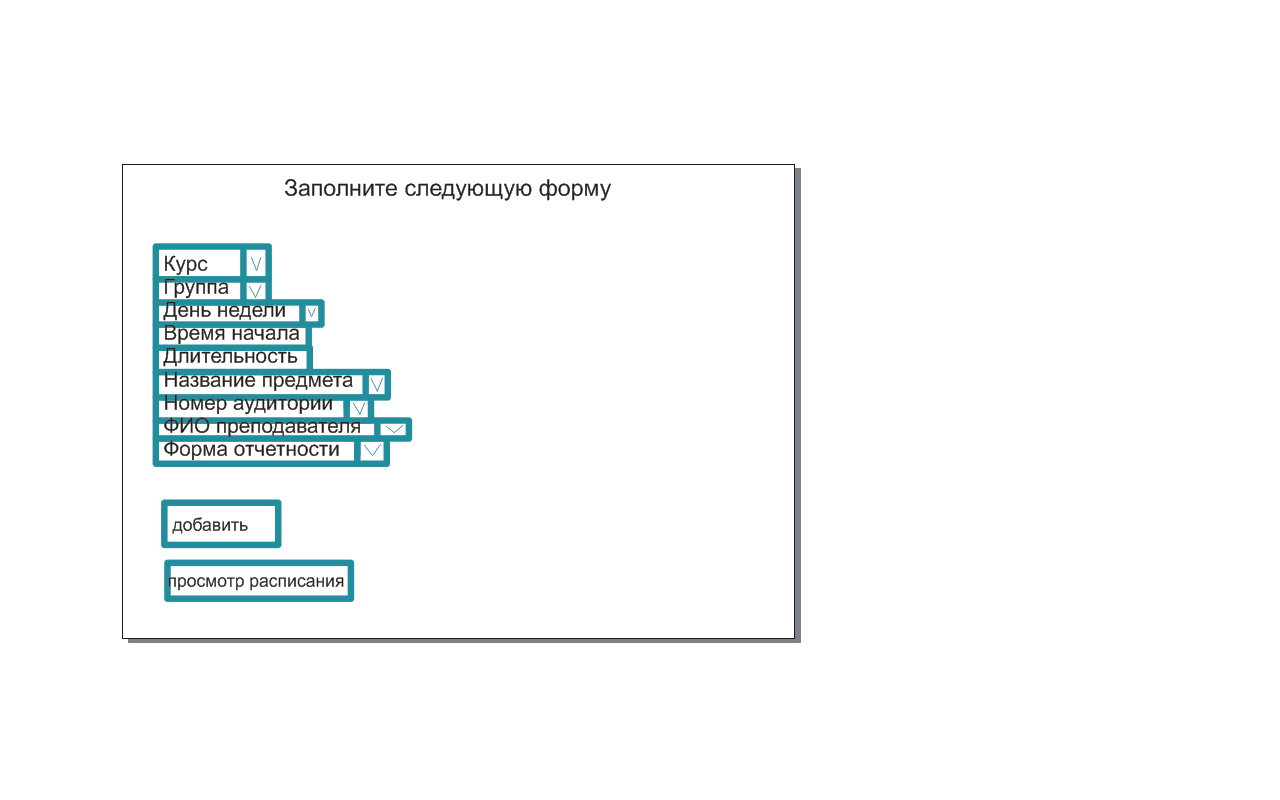 Заполните следующую форму
Курс
Группа
День недели
Время начала
Длительность
Название предмета
Номер аудитории
ФИО преподавателя
Форма отчетности
добавить
просмотр расписания